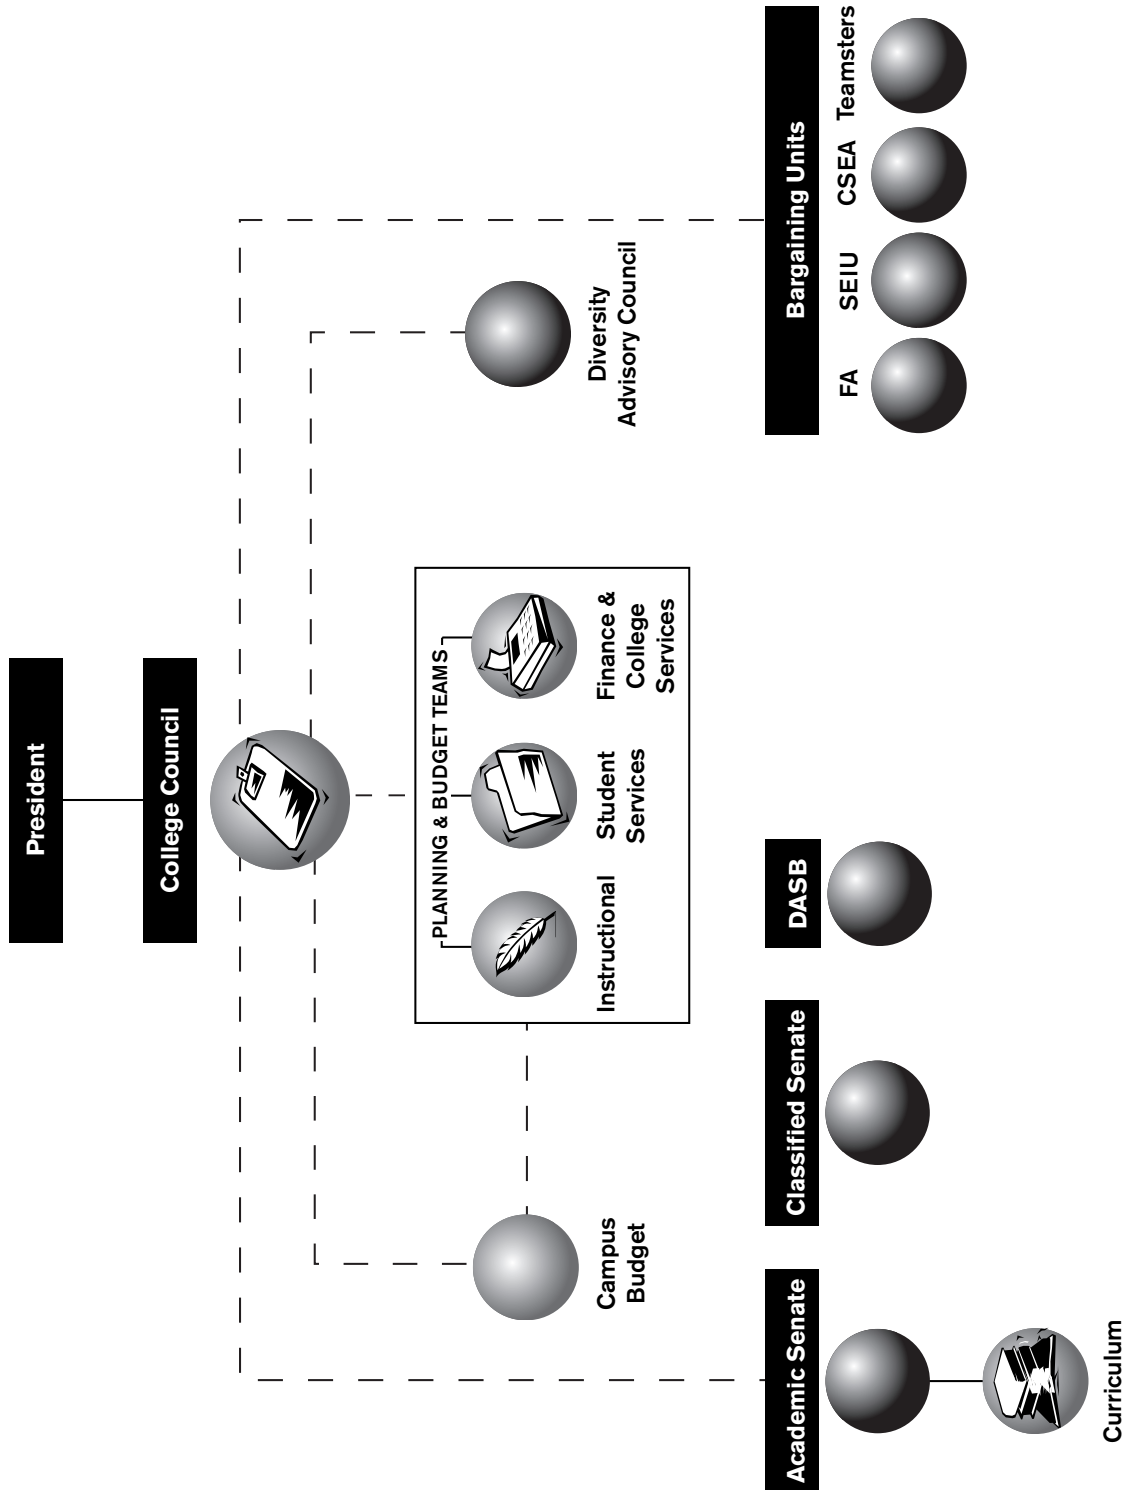 President
College Council
PLANNING & BUDGET TEAMS
Campus
Budget
Instructional
Student
Services
Finance &
College
Services
Diversity
Advisory Council
Academic Senate
Classified Senate
DASB
Bargaining Units
FA
SEIU
CSEA
Teamsters
Curriculum